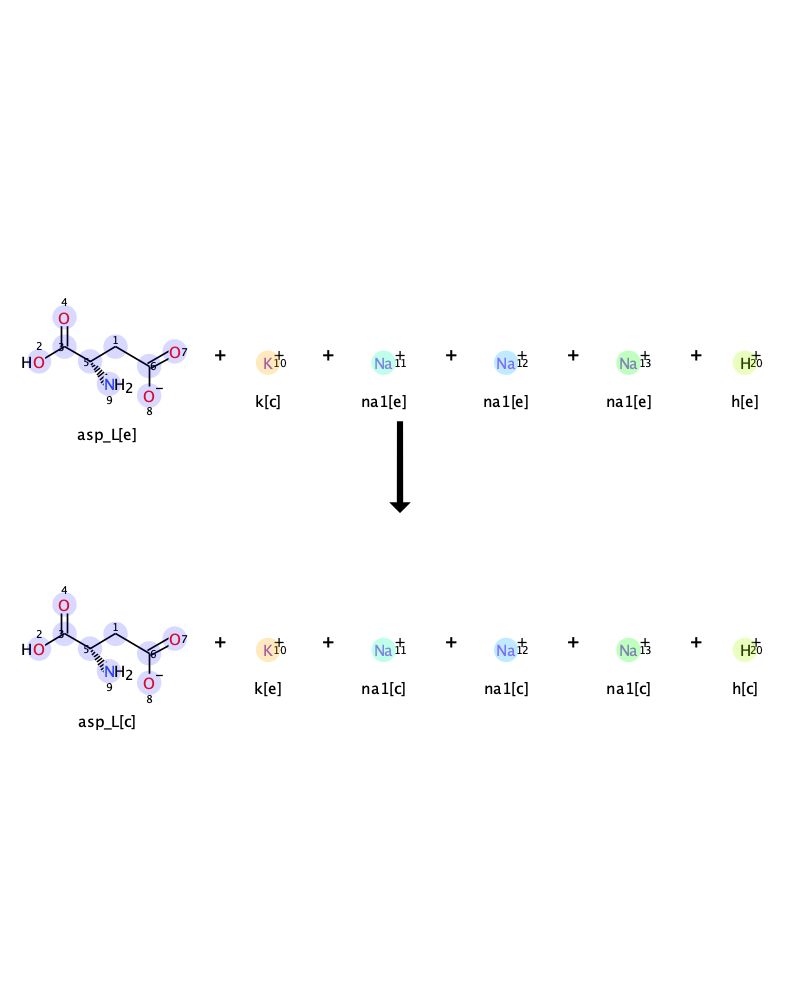 4
O
2 3 1
HO 5 6 O7
NH2 O−
9 8
+ K+10 + Na+11 + Na+12 + Na+13 + H+20
asp_L[e] k[c] na1[e] na1[e] na1[e] h[e]
4
O
2 3 1
HO 5 6 O7
NH2 O−
9 8
+ K+10 + Na+11 + Na+12 + Na+13 + H+20
asp_L[c] k[e] na1[c] na1[c] na1[c] h[c]